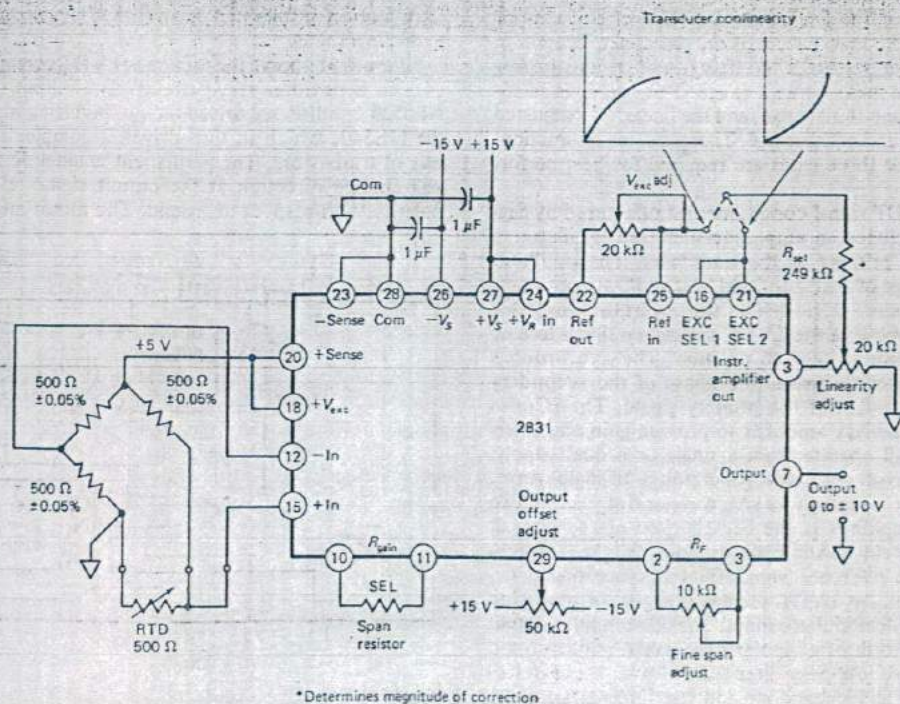 Transducer nonlinearity
−15 V +15 V
Com
1 µF
1 µF
V exc adj
20 kΩ
R sel
249 kΩ
*
23 28 26 27 24 22 25 16 21
−Sense Com −VS +VS +VR in Ref out Ref in EXC SEL 1 EXC SEL 2
+5 V
20 +Sense
500 Ω ±0.05%
500 Ω ±0.05%
18 +Vexc
Instr. amplifier out
3
20 kΩ
Linearity adjust
2B31
12 −In
500 Ω ±0.05%
15 +In
Output 7
Output
0 to ± 10 V
Output offset adjust
10 Rgain 11 29 2 RF 3
SEL
Span resistor
+15 V −15 V
50 kΩ
10 kΩ
Fine span adjust
RTD
500 Ω
*Determines magnitude of correction